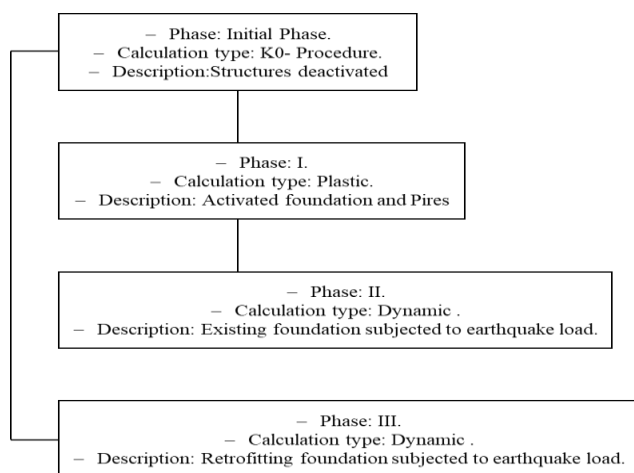 – Phase: Initial Phase.
– Calculation type: K0- Procedure.
– Description:Structures deactivated
– Phase: I.
– Calculation type: Plastic.
– Description: Activated foundation and Pires
– Phase: II.
– Calculation type: Dynamic .
– Description: Existing foundation subjected to earthquake load.
– Phase: III.
– Calculation type: Dynamic .
– Description: Retrofitting foundation subjected to earthquake load.